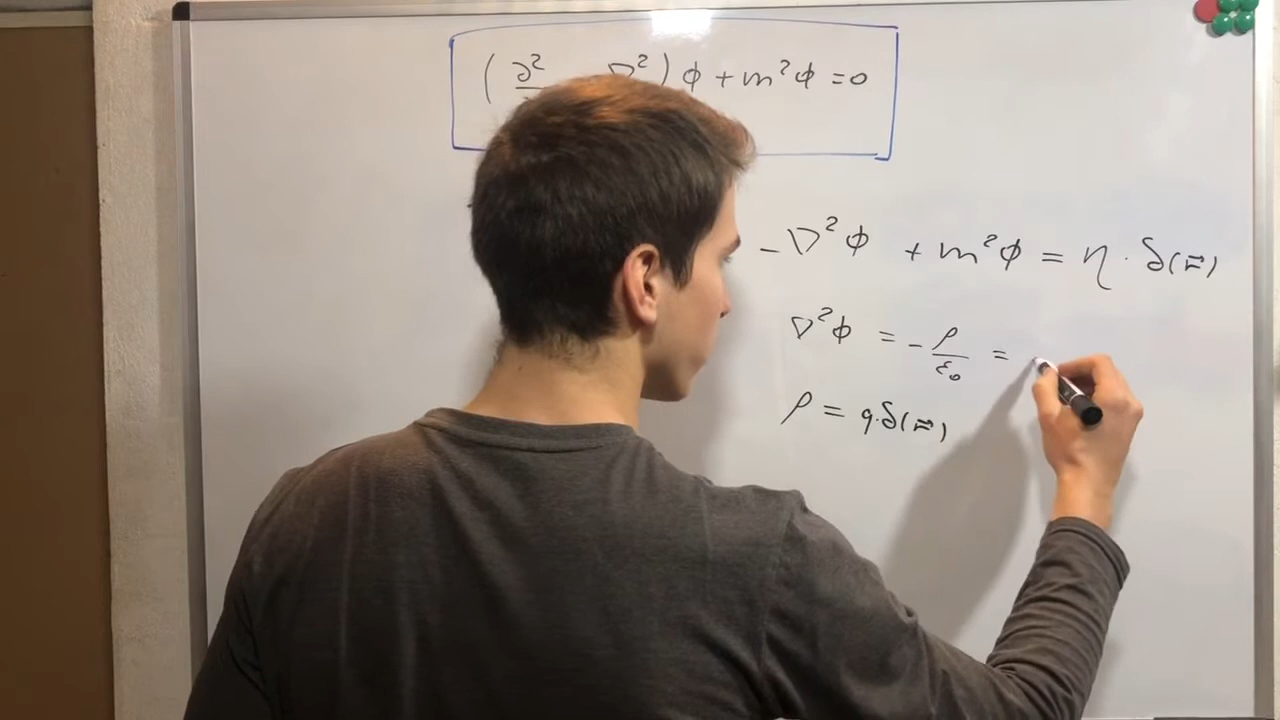 (∂² ∇²) φ + m²φ = 0
-∇²φ + m²φ = η · δ(r⃗)
∇²φ = - ρ/ε₀ =
ρ = q·δ(r⃗)